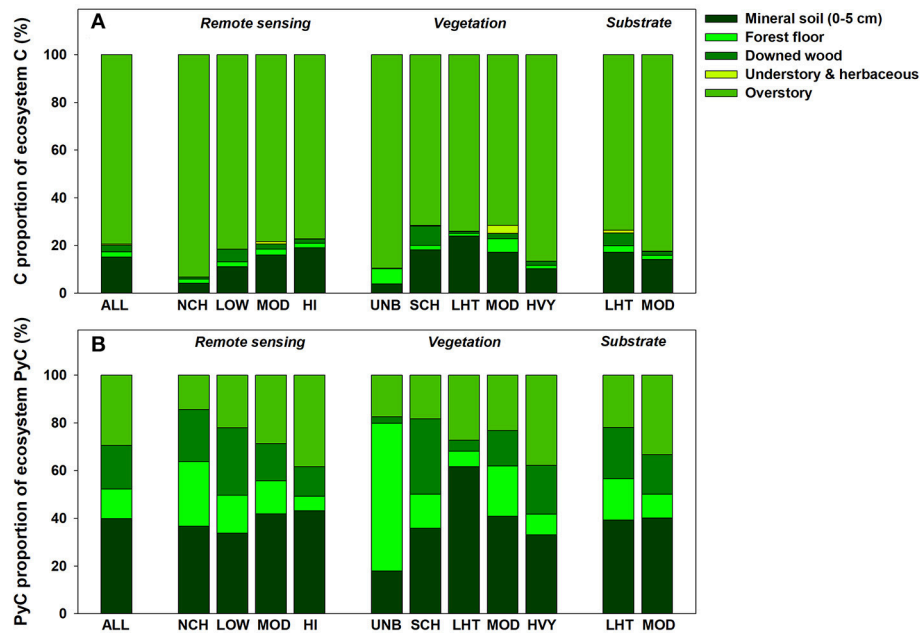 A
Remote sensing
Vegetation
Substrate
C proportion of ecosystem C (%)
100
80
60
40
20
0
ALL NCH LOW MOD HI UNB SCH LHT MOD HVY LHT MOD
Mineral soil (0-5 cm)
Forest floor
Downed wood
Understory & herbaceous
Overstory
B
Remote sensing
Vegetation
Substrate
PyC proportion of ecosystem PyC (%)
100
80
60
40
20
0
ALL NCH LOW MOD HI UNB SCH LHT MOD HVY LHT MOD